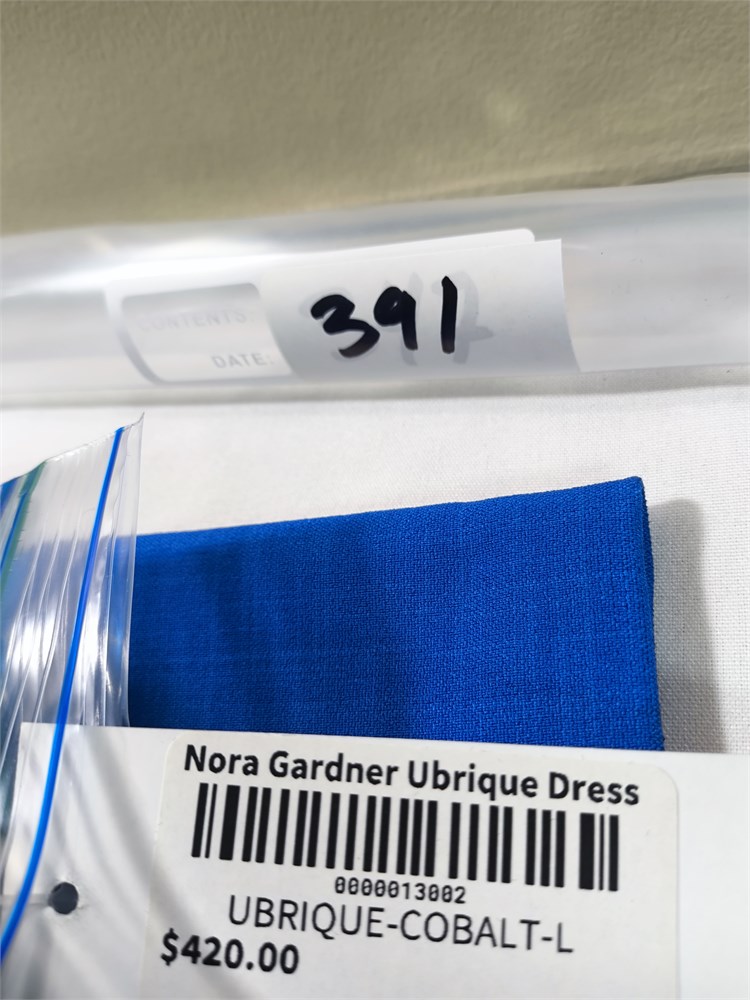 391
CONTENTS:
DATE:
Nora Gardner Ubrique Dress
0000013002
UBRIQUE-COBALT-L
$420.00